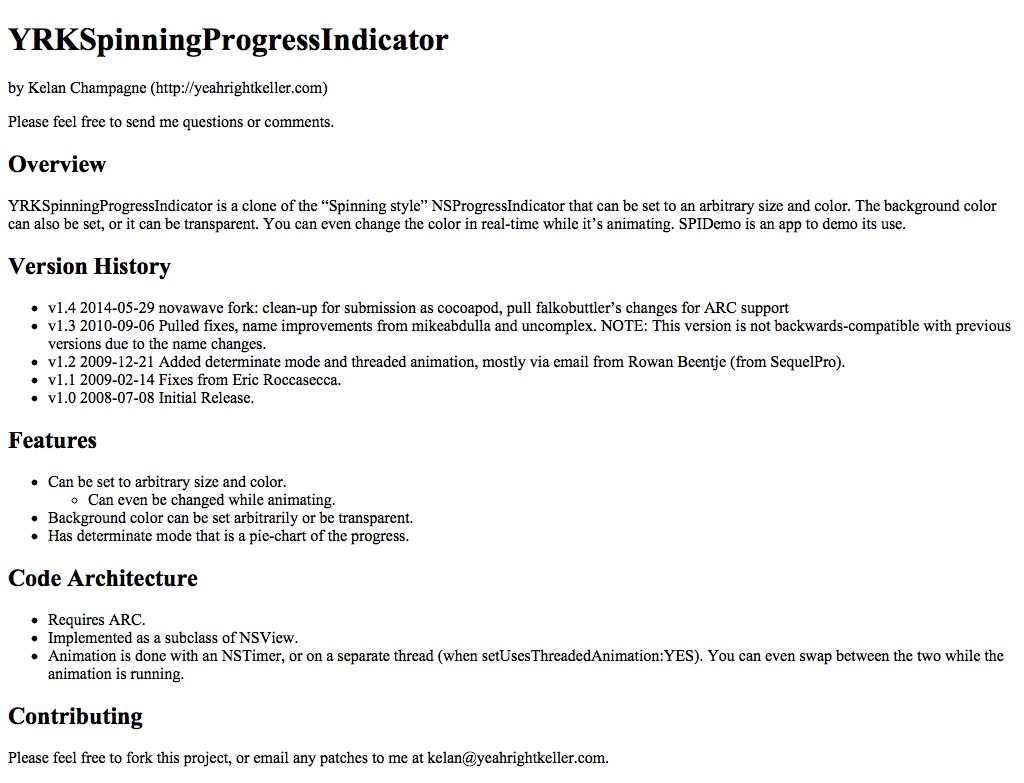 YRKSpinningProgressIndicator
by Kelan Champagne (http://yeahrightkeller.com)
Please feel free to send me questions or comments.
Overview
YRKSpinningProgressIndicator is a clone of the “Spinning style” NSProgressIndicator that can be set to an arbitrary size and color. The background color
can also be set, or it can be transparent. You can even change the color in real-time while it’s animating. SPIDemo is an app to demo its use.
Version History
• v1.4 2014-05-29 novawave fork: clean-up for submission as cocoapod, pull falkobuttler’s changes for ARC support
• v1.3 2010-09-06 Pulled fixes, name improvements from mikeabdulla and uncomplex. NOTE: This version is not backwards-compatible with previous
versions due to the name changes.
• v1.2 2009-12-21 Added determinate mode and threaded animation, mostly via email from Rowan Beentje (from SequelPro).
• v1.1 2009-02-14 Fixes from Eric Roccasecca.
• v1.0 2008-07-08 Initial Release.
Features
• Can be set to arbitrary size and color.
◦ Can even be changed while animating.
• Background color can be set arbitrarily or be transparent.
• Has determinate mode that is a pie-chart of the progress.
Code Architecture
• Requires ARC.
• Implemented as a subclass of NSView.
• Animation is done with an NSTimer, or on a separate thread (when setUsesThreadedAnimation:YES). You can even swap between the two while the
animation is running.
Contributing
Please feel free to fork this project, or email any patches to me at kelan@yeahrightkeller.com.